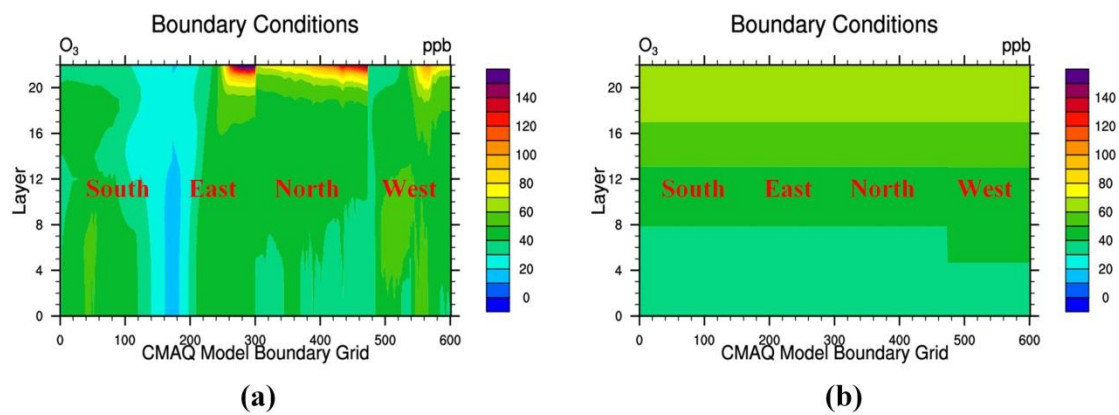 Boundary Conditions
O₃ ppb
20
16
12
8
4
0
Layer
South East North West
0 100 200 300 400 500 600
CMAQ Model Boundary Grid
140
120
100
80
60
40
20
0
(a)
Boundary Conditions
O₃ ppb
20
16
12
8
4
0
Layer
South East North West
0 100 200 300 400 500 600
CMAQ Model Boundary Grid
140
120
100
80
60
40
20
0
(b)